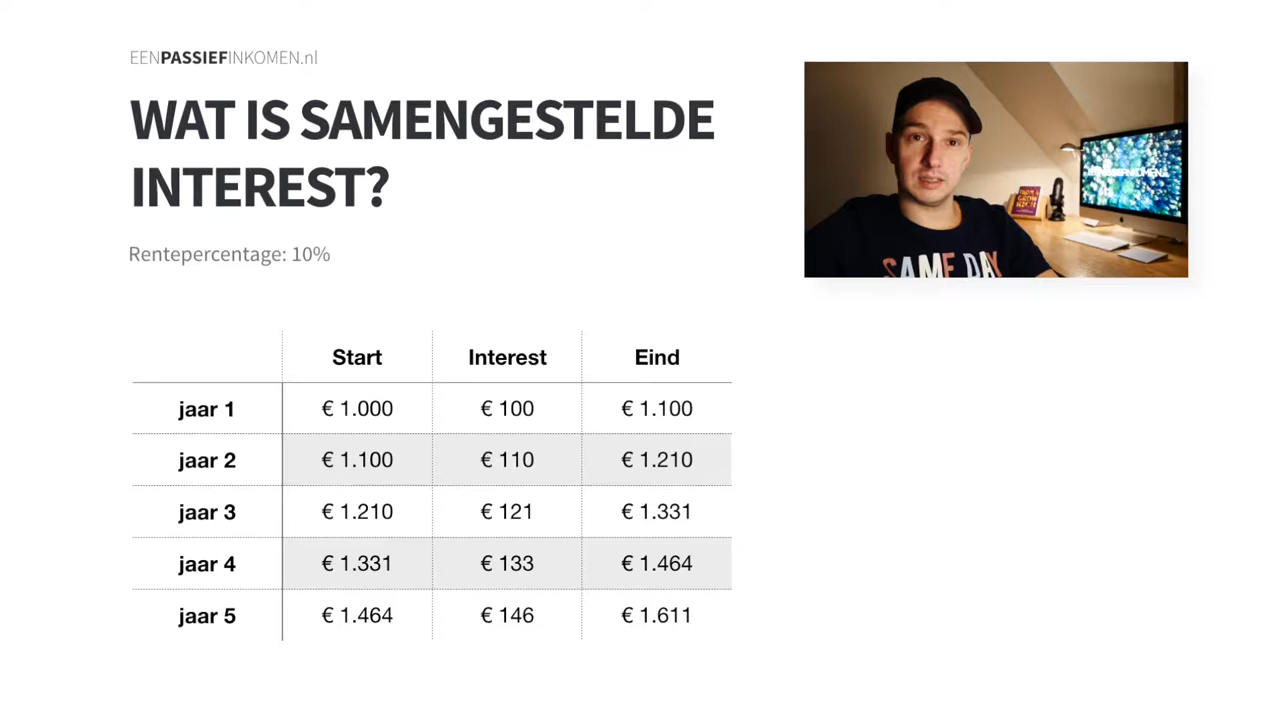 EENPASSIEFINKOMEN.nl
WAT IS SAMENGESTELDE
INTEREST?
Rentepercentage: 10%
SAME DAY
Start Interest Eind
jaar 1 € 1.000 € 100 € 1.100
jaar 2 € 1.100 € 110 € 1.210
jaar 3 € 1.210 € 121 € 1.331
jaar 4 € 1.331 € 133 € 1.464
jaar 5 € 1.464 € 146 € 1.611